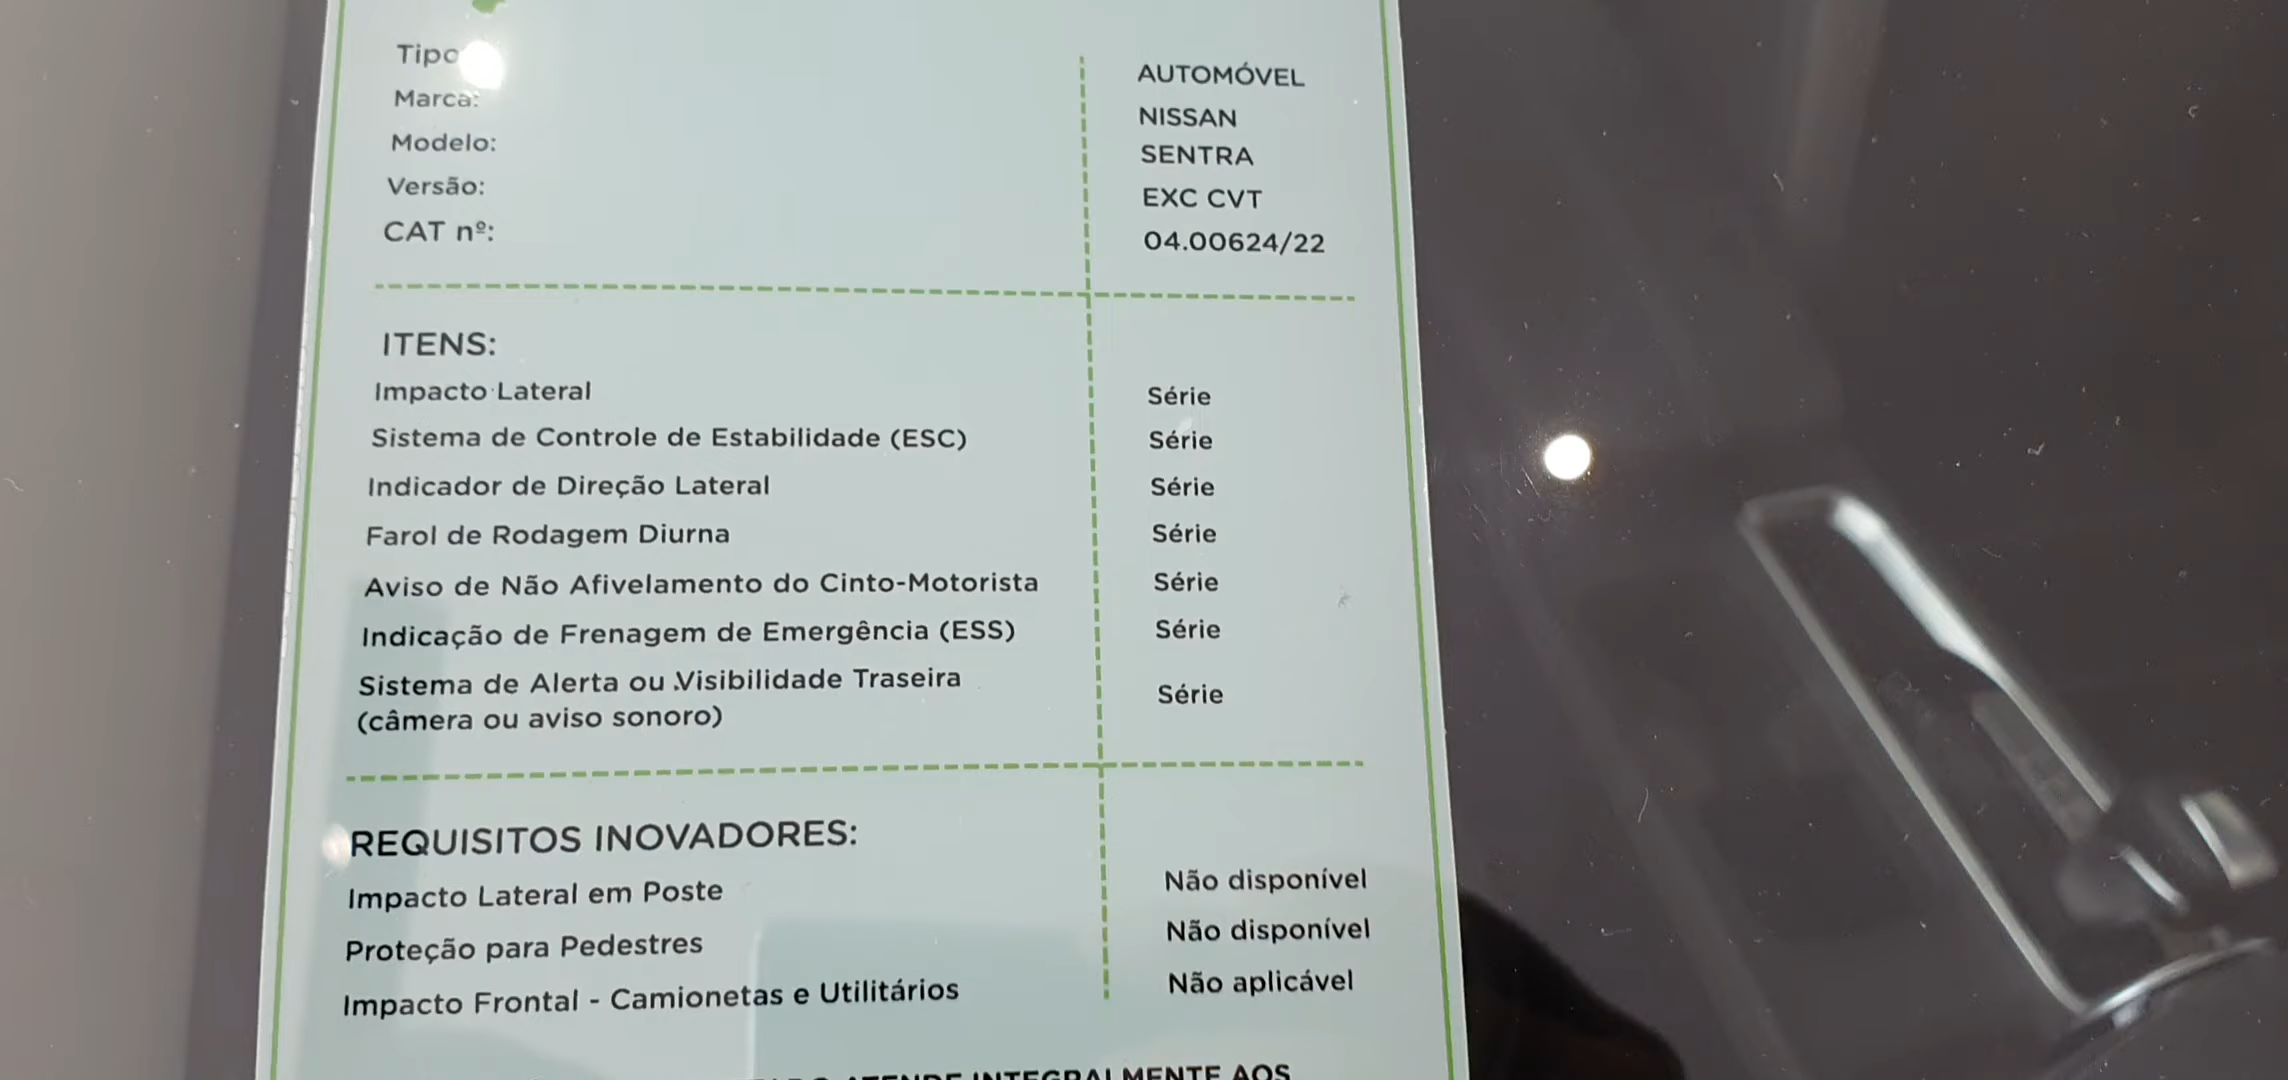 Tipo AUTOMÓVEL
Marca: NISSAN
Modelo: SENTRA
Versão: EXC CVT
CAT nº: 04.00624/22
ITENS:
Impacto Lateral Série
Sistema de Controle de Estabilidade (ESC) Série
Indicador de Direção Lateral Série
Farol de Rodagem Diurna Série
Aviso de Não Afivelamento do Cinto-Motorista Série
Indicação de Frenagem de Emergência (ESS) Série
Sistema de Alerta ou Visibilidade Traseira Série
(câmera ou aviso sonoro)
REQUISITOS INOVADORES:
Impacto Lateral em Poste Não disponível
Proteção para Pedestres Não disponível
Impacto Frontal - Camionetas e Utilitários Não aplicável
ATENDE INTEGRALMENTE AOS